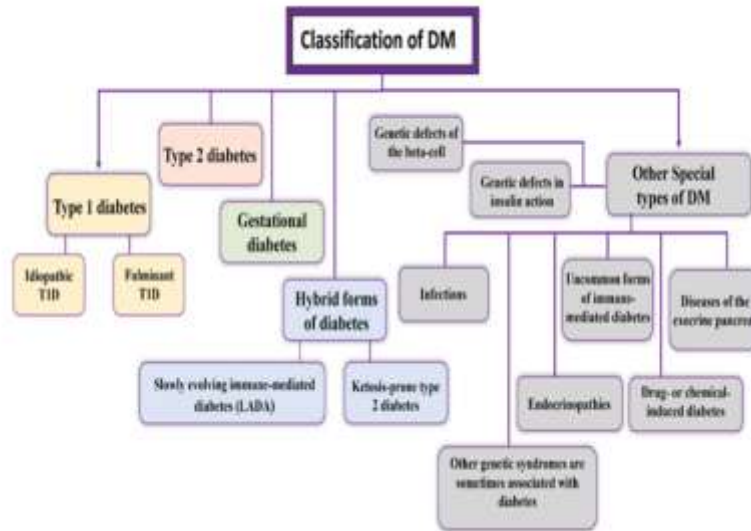 Classification of DM
Type 2 diabetes
Type 1 diabetes
Idiopathic
T1D
Fulminant
T1D
Gestational
diabetes
Hybrid forms
of diabetes
Slowly evolving immune-mediated
diabetes (LADA)
Ketosis-prone type
2 diabetes
Genetic defects of
the beta-cell
Genetic defects in
insulin action
Other Special
types of DM
Infections
Uncommon forms
of immune-
mediated diabetes
Diseases of the
exocrine pancreas
Endocrinopathies
Drug- or chemical-
induced diabetes
Other genetic syndromes are
sometimes associated with
diabetes